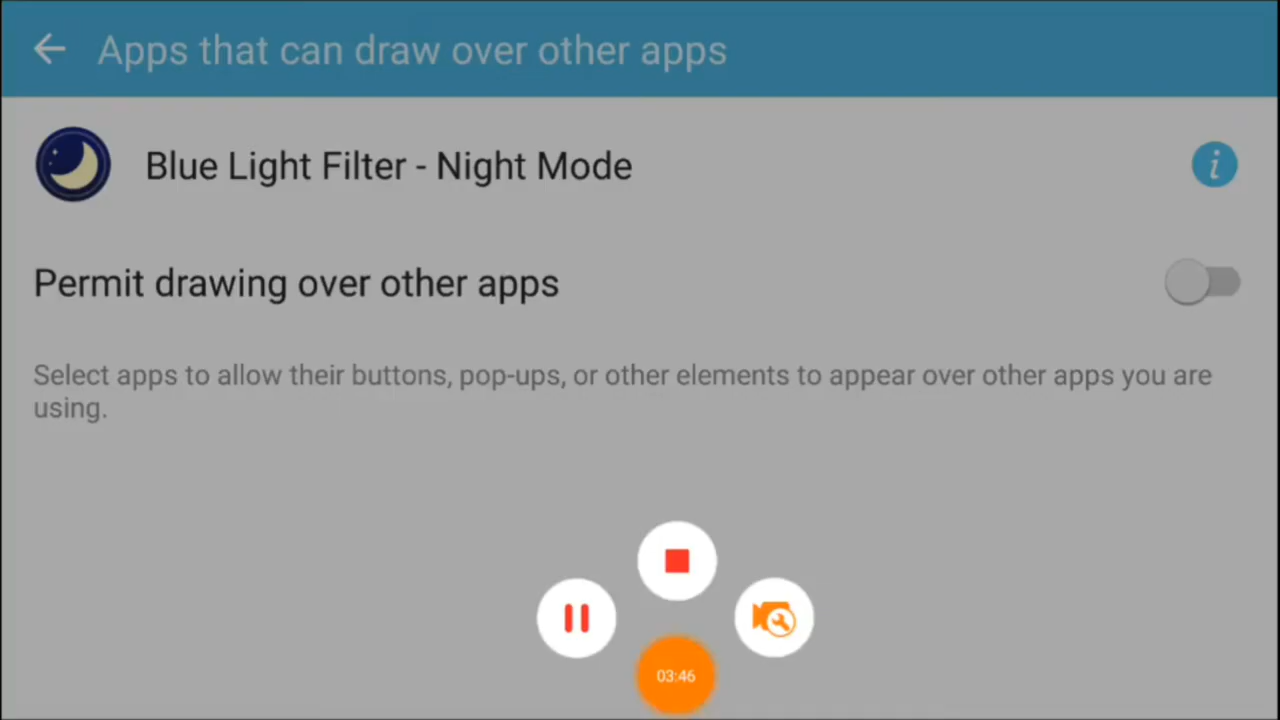 Apps that can draw over other apps
Blue Light Filter - Night Mode
i
Permit drawing over other apps
Select apps to allow their buttons, pop-ups, or other elements to appear over other apps you are
using.
03:46